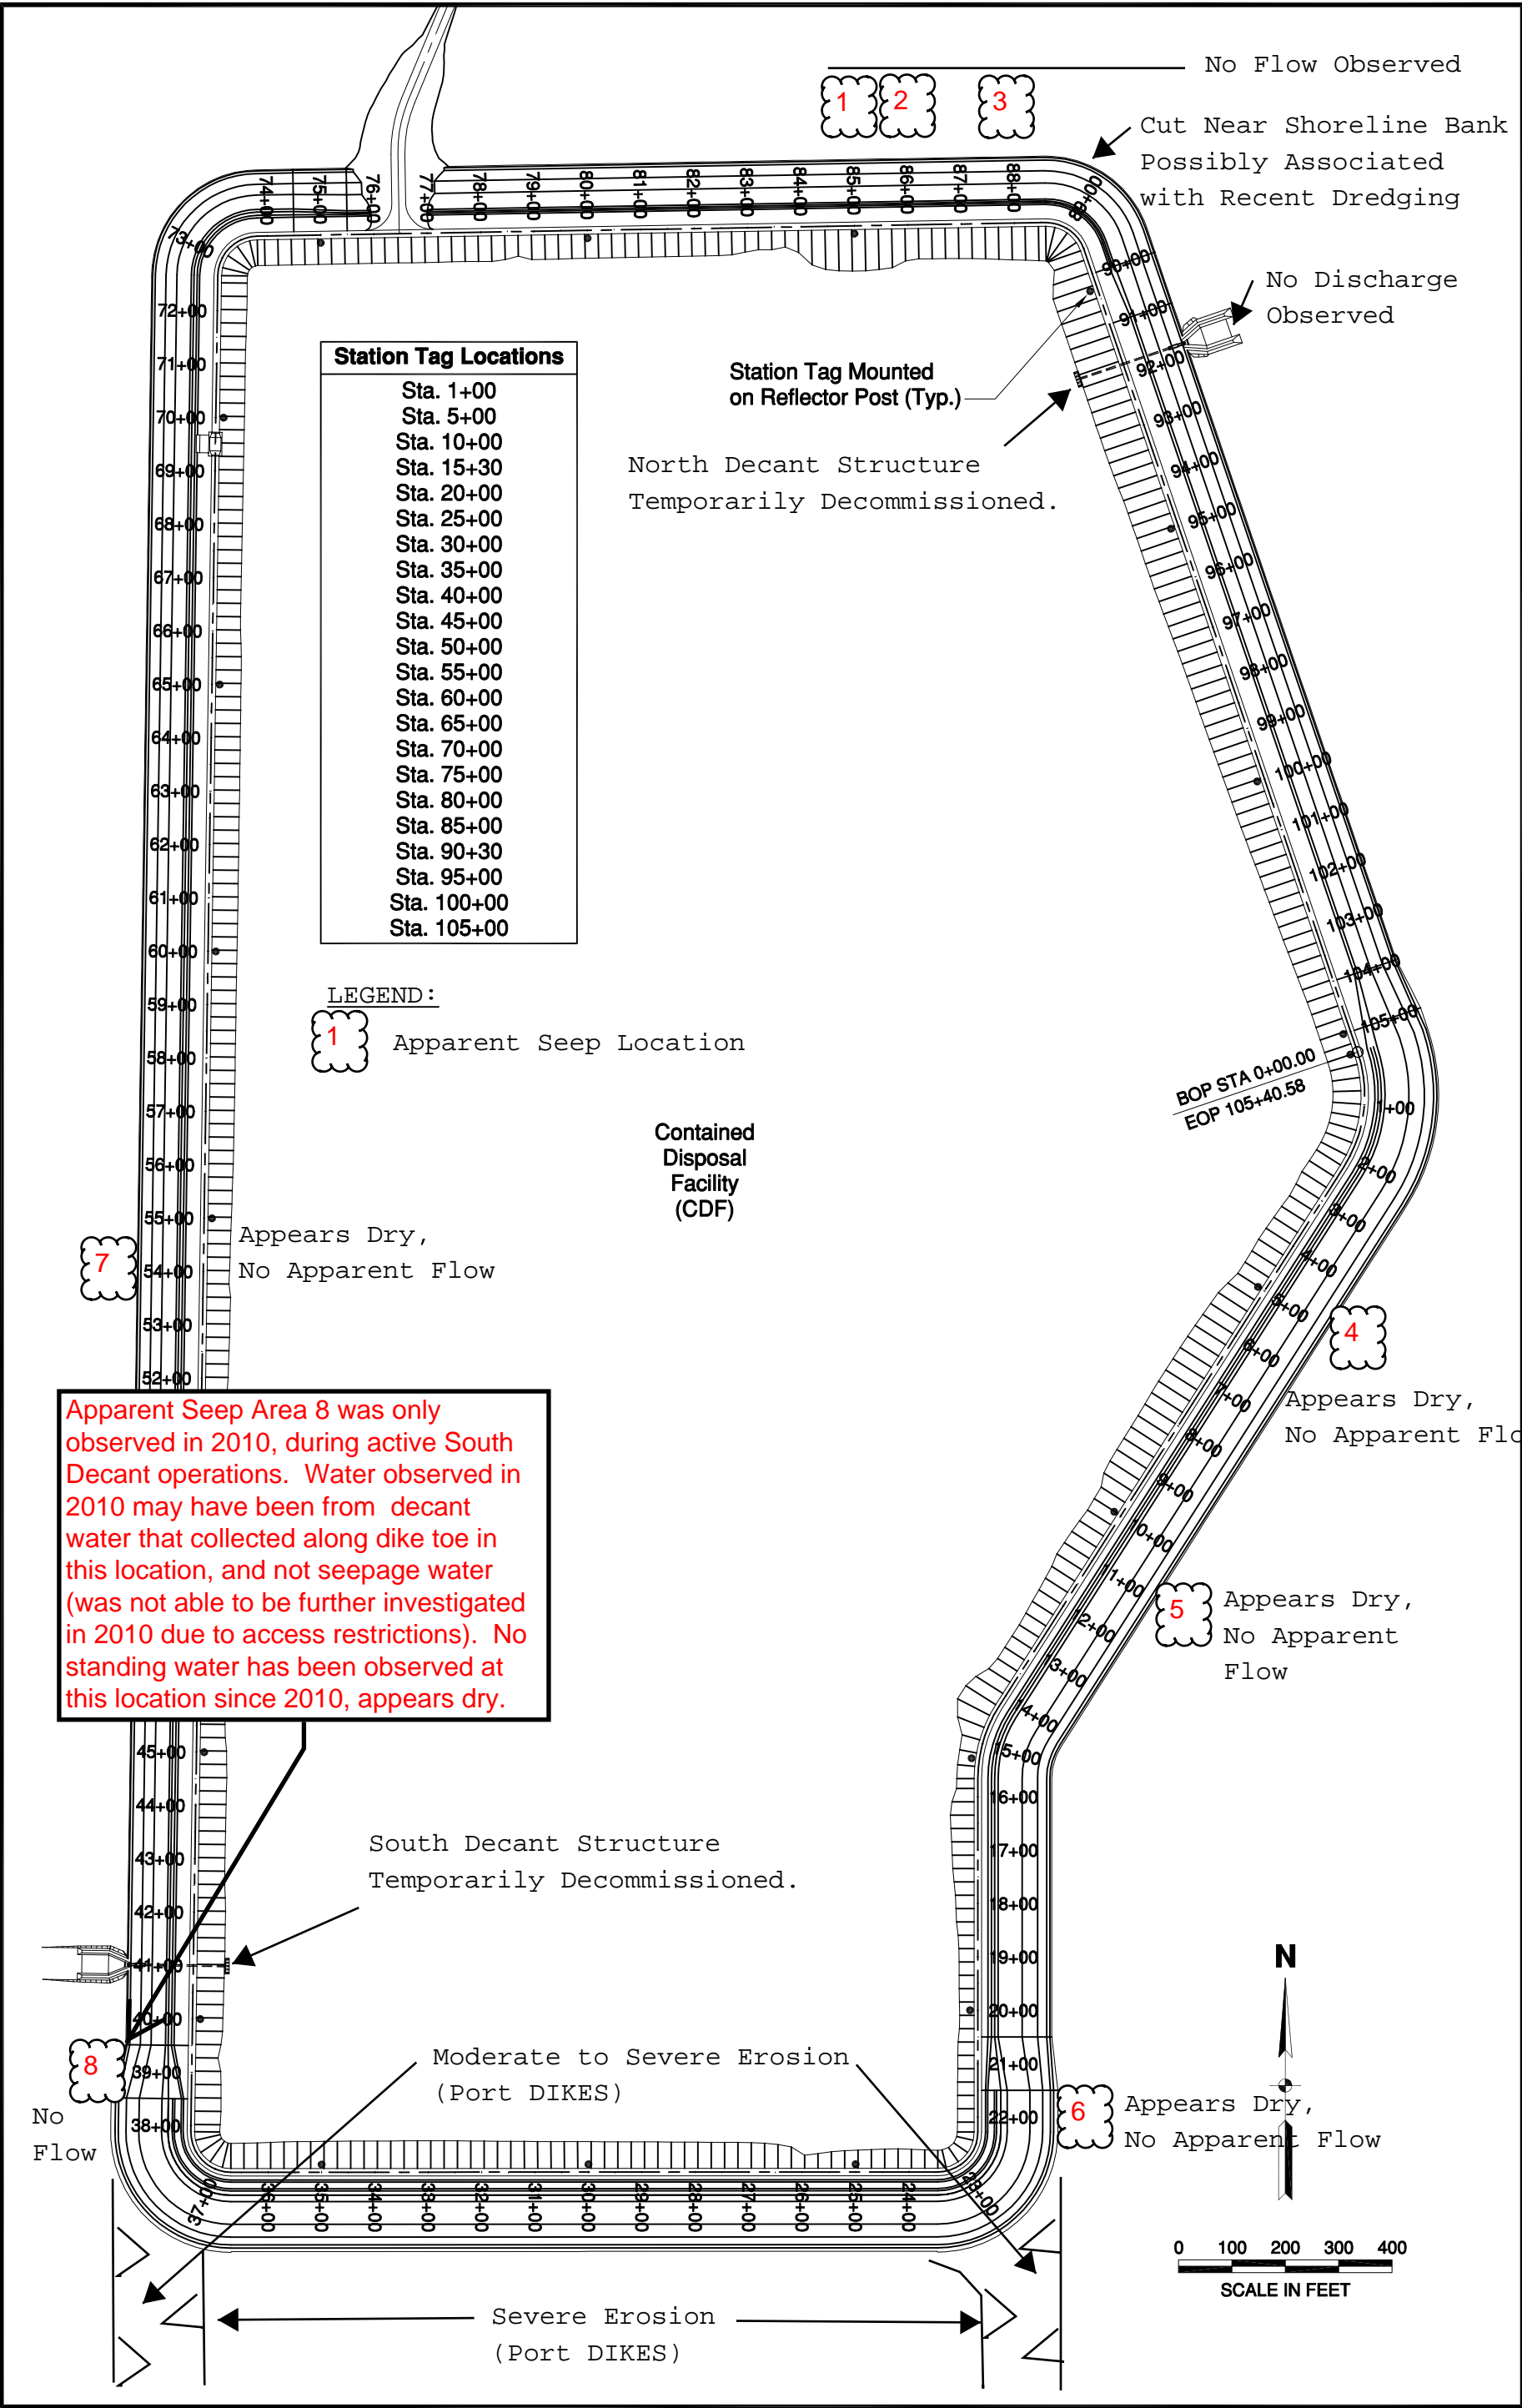 No Flow Observed
1
2
3
Cut Near Shoreline Bank
Possibly Associated
with Recent Dredging
74+00
75+00
76+00
77+00
78+00
79+00
80+00
81+00
82+00
83+00
84+00
85+00
86+00
87+00
88+00
89+00
73+00
72+00
71+00
70+00
69+00
68+00
67+00
66+00
65+00
64+00
63+00
62+00
61+00
60+00
59+00
58+00
57+00
56+00
55+00
54+00
53+00
52+00
90+00
91+00
92+00
93+00
94+00
95+00
96+00
97+00
98+00
99+00
100+00
101+00
102+00
103+00
104+00
105+00
No Discharge
Observed
Station Tag Locations
Sta. 1+00
Sta. 5+00
Sta. 10+00
Sta. 15+30
Sta. 20+00
Sta. 25+00
Sta. 30+00
Sta. 35+00
Sta. 40+00
Sta. 45+00
Sta. 50+00
Sta. 55+00
Sta. 60+00
Sta. 65+00
Sta. 70+00
Sta. 75+00
Sta. 80+00
Sta. 85+00
Sta. 90+30
Sta. 95+00
Sta. 100+00
Sta. 105+00
Station Tag Mounted
on Reflector Post (Typ.)
North Decant Structure
Temporarily Decommissioned.
LEGEND:
1
Apparent Seep Location
BOP STA 0+00.00
EOP 105+40.58
Contained
Disposal
Facility
(CDF)
1+00
2+00
3+00
4+00
5+00
6+00
7+00
8+00
9+00
10+00
11+00
12+00
13+00
14+00
15+00
16+00
17+00
18+00
19+00
20+00
21+00
22+00
7
Appears Dry,
No Apparent Flow
4
Appears Dry,
No Apparent Flo
Apparent Seep Area 8 was only
observed in 2010, during active South
Decant operations. Water observed in
2010 may have been from decant
water that collected along dike toe in
this location, and not seepage water
(was not able to be further investigated
in 2010 due to access restrictions). No
standing water has been observed at
this location since 2010, appears dry.
5
Appears Dry,
No Apparent
Flow
45+00
44+00
43+00
42+00
41+00
40+00
39+00
38+00
South Decant Structure
Temporarily Decommissioned.
N
8
No
Flow
Moderate to Severe Erosion
(Port DIKES)
6
Appears Dry,
No Apparent Flow
37+00
36+00
35+00
34+00
33+00
32+00
31+00
30+00
29+00
28+00
27+00
26+00
25+00
24+00
23+00
0 100 200 300 400
SCALE IN FEET
Severe Erosion
(Port DIKES)